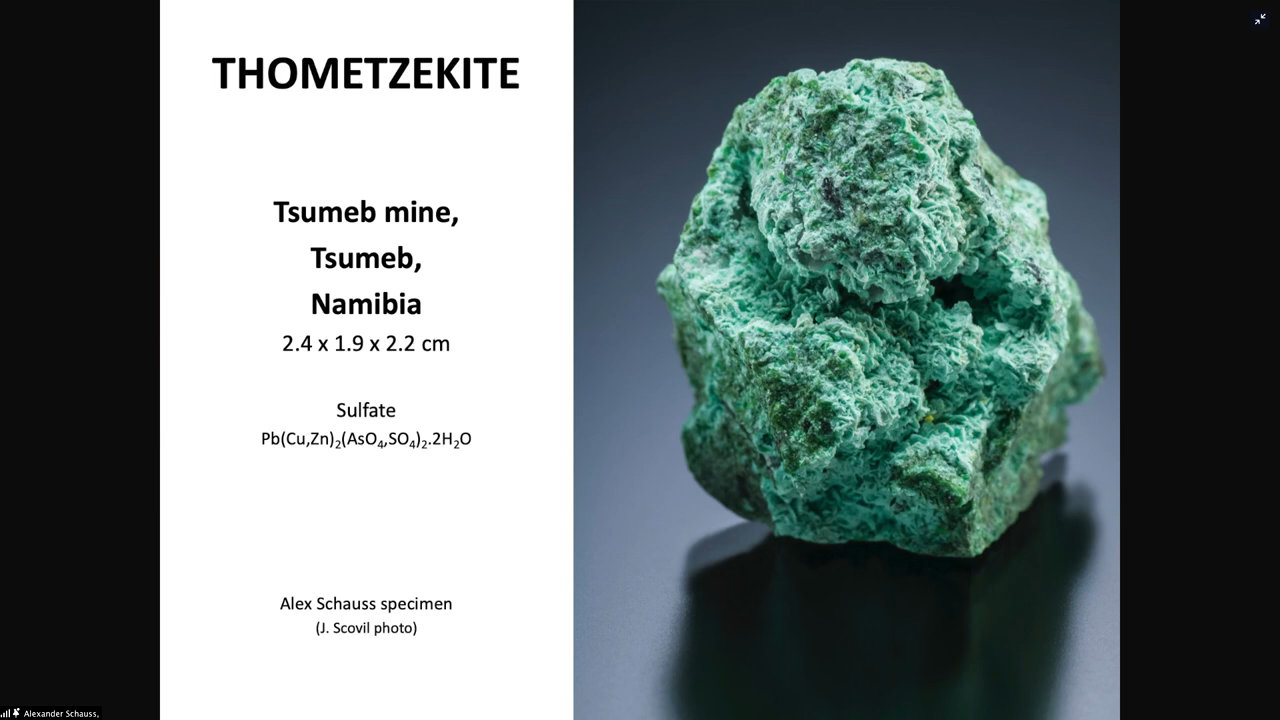 THOMETZEKITE
Tsumeb mine,
Tsumeb,
Namibia
2.4 x 1.9 x 2.2 cm
Sulfate
Pb(Cu,Zn)₂(AsO₄,SO₄)₂.2H₂O
Alex Schauss specimen
(J. Scovil photo)
Alexander Schauss,